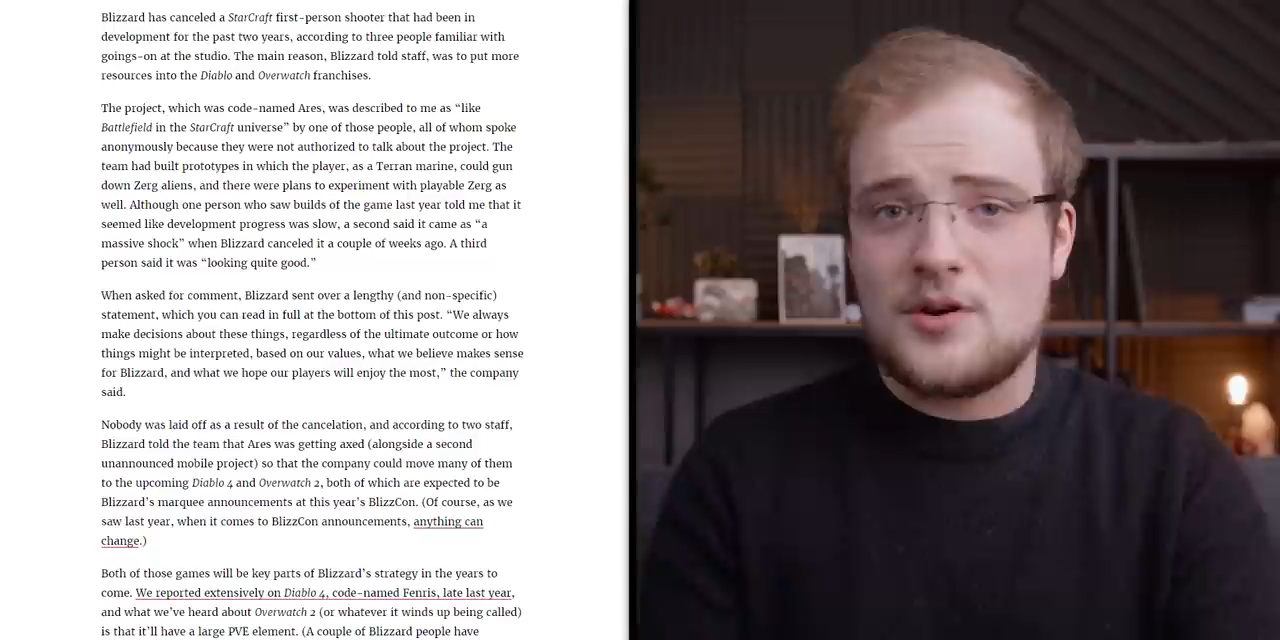 Blizzard has canceled a StarCraft first-person shooter that had been in
development for the past two years, according to three people familiar with
goings-on at the studio. The main reason, Blizzard told staff, was to put more
resources into the Diablo and Overwatch franchises.
The project, which was code-named Ares, was described to me as “like
Battlefield in the StarCraft universe” by one of those people, all of whom spoke
anonymously because they were not authorized to talk about the project. The
team had built prototypes in which the player, as a Terran marine, could gun
down Zerg aliens, and there were plans to experiment with playable Zerg as
well. Although one person who saw builds of the game last year told me that it
seemed like development progress was slow, a second said it came as “a
massive shock” when Blizzard canceled it a couple of weeks ago. A third
person said it was “looking quite good.”
When asked for comment, Blizzard sent over a lengthy (and non-specific)
statement, which you can read in full at the bottom of this post. “We always
make decisions about these things, regardless of the ultimate outcome or how
things might be interpreted, based on our values, what we believe makes sense
for Blizzard, and what we hope our players will enjoy the most,” the company
said.
Nobody was laid off as a result of the cancelation, and according to two staff,
Blizzard told the team that Ares was getting axed (alongside a second
unannounced mobile project) so that the company could move many of them
to the upcoming Diablo 4 and Overwatch 2, both of which are expected to be
Blizzard’s marquee announcements at this year’s BlizzCon. (Of course, as we
saw last year, when it comes to BlizzCon announcements, anything can
change.)
Both of those games will be key parts of Blizzard’s strategy in the years to
come. We reported extensively on Diablo 4, code-named Fenris, late last year,
and what we’ve heard about Overwatch 2 (or whatever it winds up being called)
is that it’ll have a large PVE element. (A couple of Blizzard people have